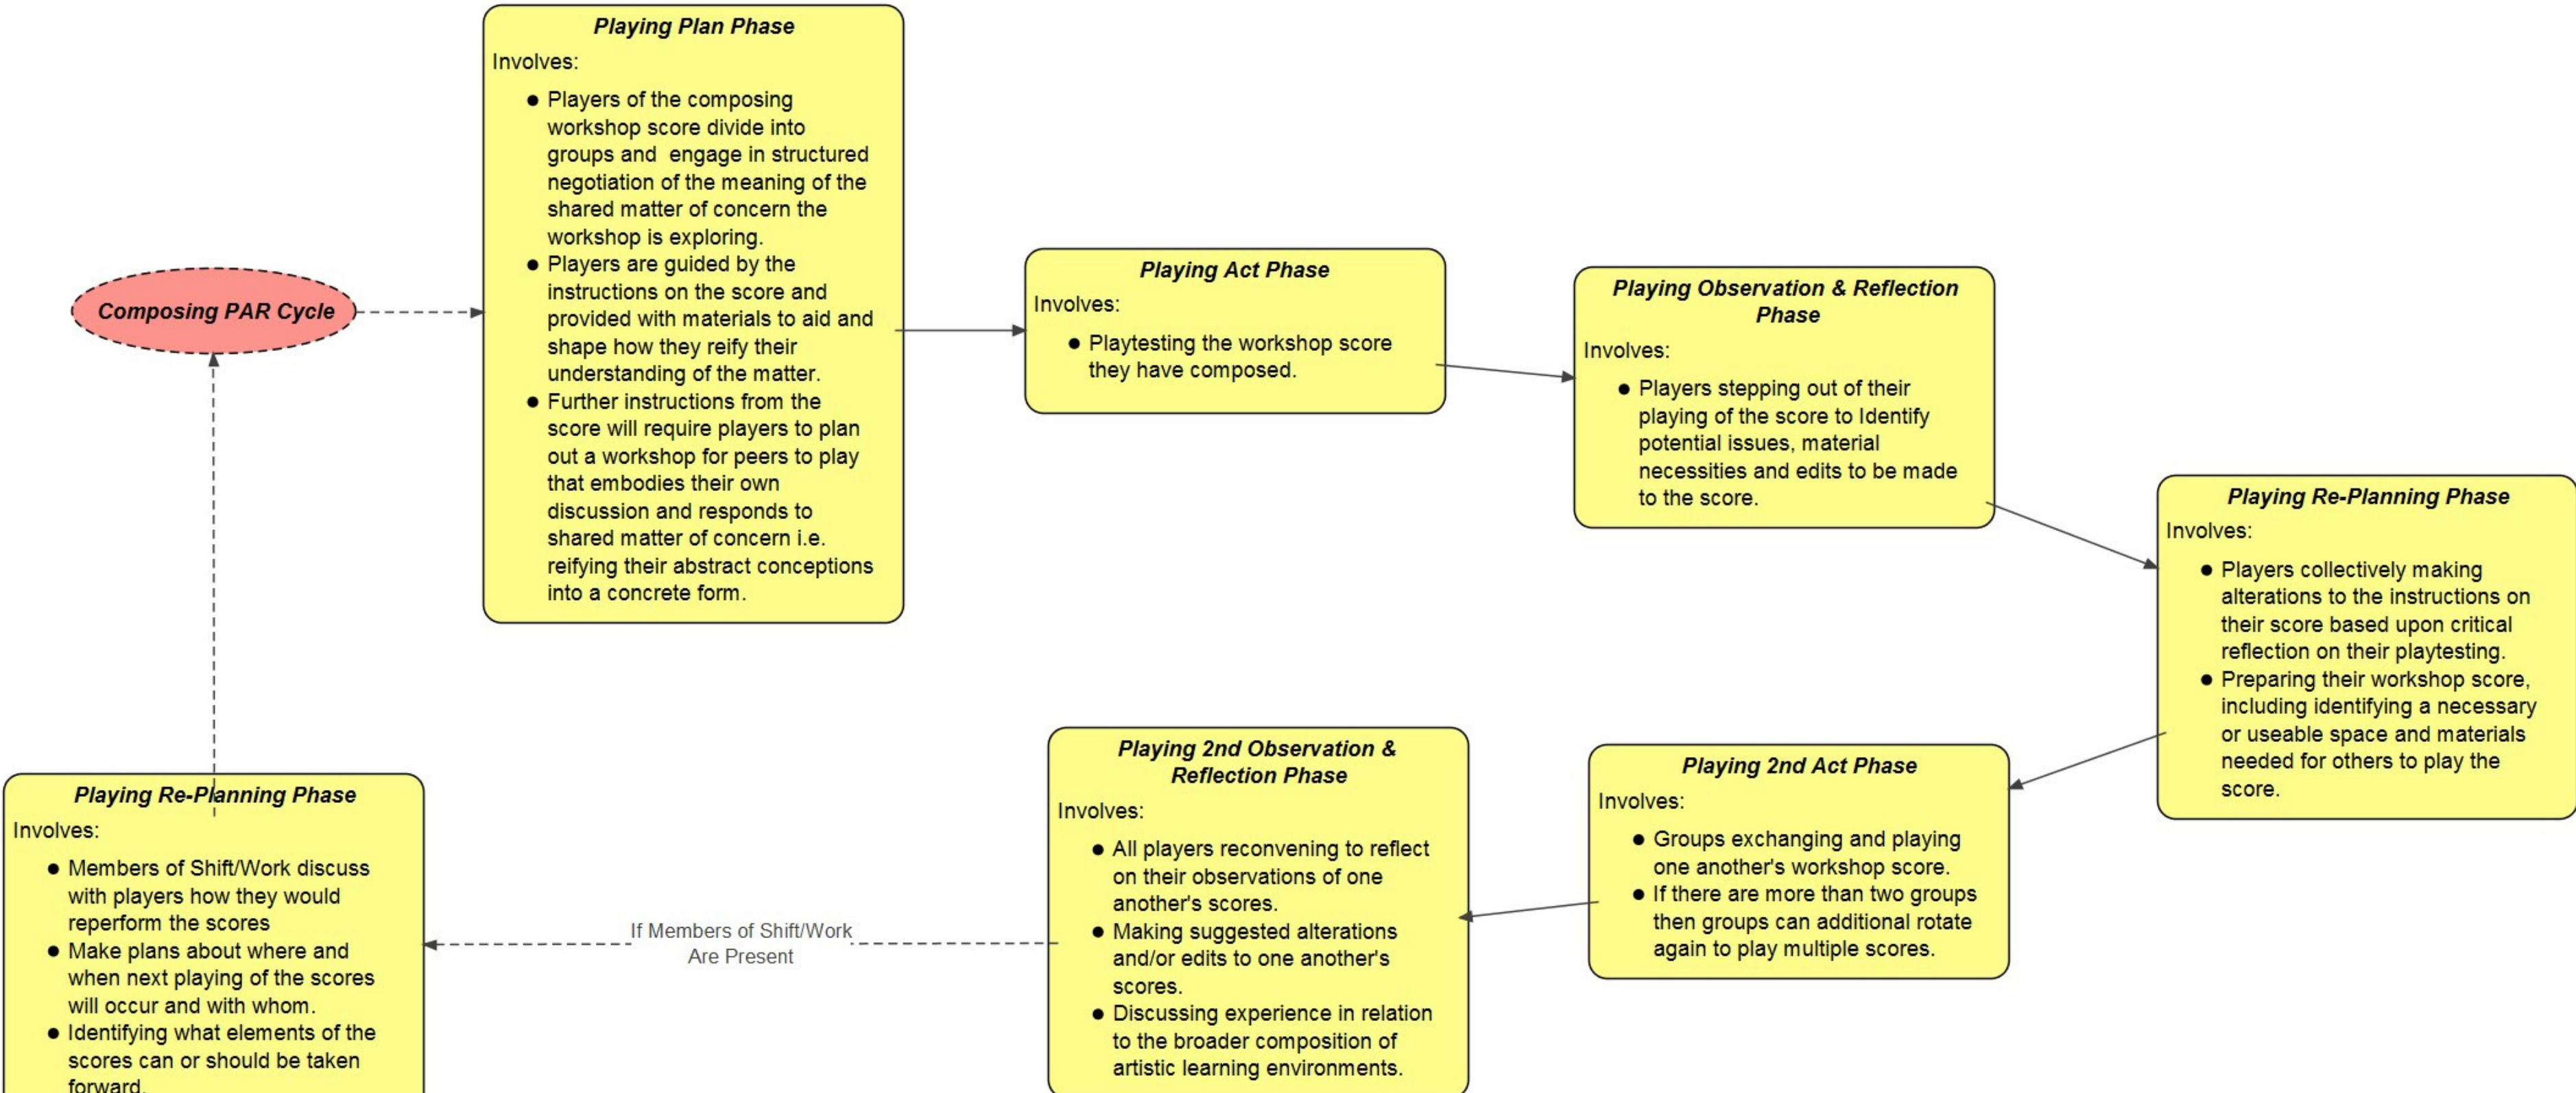 Composing PAR Cycle
Playing Plan Phase
Involves:
● Players of the composing
workshop score divide into
groups and  engage in structured
negotiation of the meaning of the
shared matter of concern the
workshop is exploring.
● Players are guided by the
instructions on the score and
provided with materials to aid and
shape how they reify their
understanding of the matter.
● Further instructions from the
score will require players to plan
out a workshop for peers to play
that embodies their own
discussion and responds to
shared matter of concern i.e.
reifying their abstract conceptions
into a concrete form.
Playing Act Phase
Involves:
● Playtesting the workshop score
they have composed.
Playing Observation & Reflection
Phase
Involves:
● Players stepping out of their
playing of the score to Identify
potential issues, material
necessities and edits to be made
to the score.
Playing Re-Planning Phase
Involves:
● Players collectively making
alterations to the instructions on
their score based upon critical
reflection on their playtesting.
● Preparing their workshop score,
including identifying a necessary
or useable space and materials
needed for others to play the
score.
Playing 2nd Act Phase
Involves:
● Groups exchanging and playing
one another's workshop score.
● If there are more than two groups
then groups can additional rotate
again to play multiple scores.
Playing 2nd Observation &
Reflection Phase
Involves:
● All players reconvening to reflect
on their observations of one
another's scores.
● Making suggested alterations
and/or edits to one another's
scores.
● Discussing experience in relation
to the broader composition of
artistic learning environments.
If Members of Shift/Work
Are Present
Playing Re-Planning Phase
Involves:
● Members of Shift/Work discuss
with players how they would
reperform the scores
● Make plans about where and
when next playing of the scores
will occur and with whom.
● Identifying what elements of the
scores can or should be taken
forward.